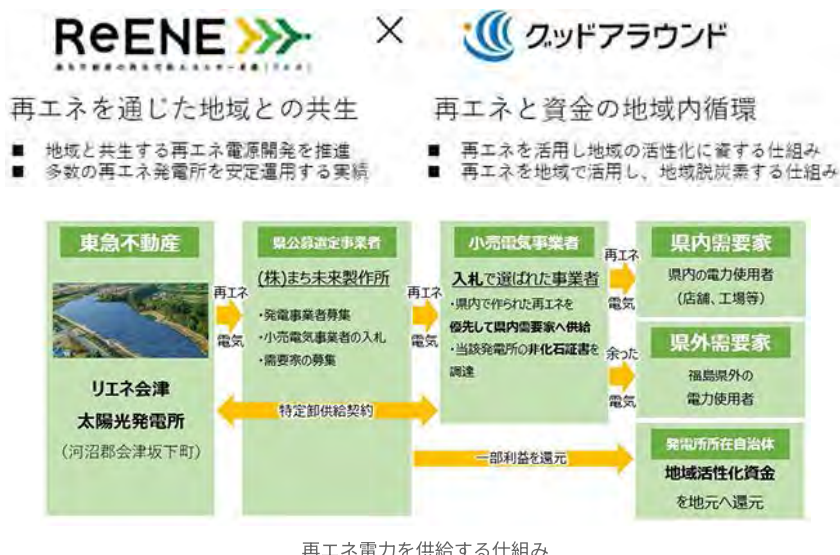 ReENE
×
グッドアラウンド
再エネを通じた地域との共生
■ 地域と共生する再エネ電源開発を推進
■ 多数の再エネ発電所を安定運用する実績
再エネと資金の地域内循環
■ 再エネを活用し地域の活性化に資する仕組み
■ 再エネを地域で活用し、地域脱炭素する仕組み
東急不動産
リエネ会津
太陽光発電所
(河沼郡会津坂下町)
再エネ
電気
県公募選定事業者
(株)まち未来製作所
・発電事業者募集
・小売電気事業者の入札
・需要家の募集
再エネ
電気
小売電気事業者
入札で選ばれた事業者
・県内で作られた再エネを
優先して県内需要家へ供給
・当該発電所の非化石証書を
調達
特定卸供給契約
再エネ
電気
県内需要家
県内の電力使用者
(店舗、工場等)
余った
電気
県外需要家
福島県外の
電力使用者
一部利益を還元
発電所所在自治体
地域活性化資金
を地元へ還元
再エネ電力を供給する仕組み